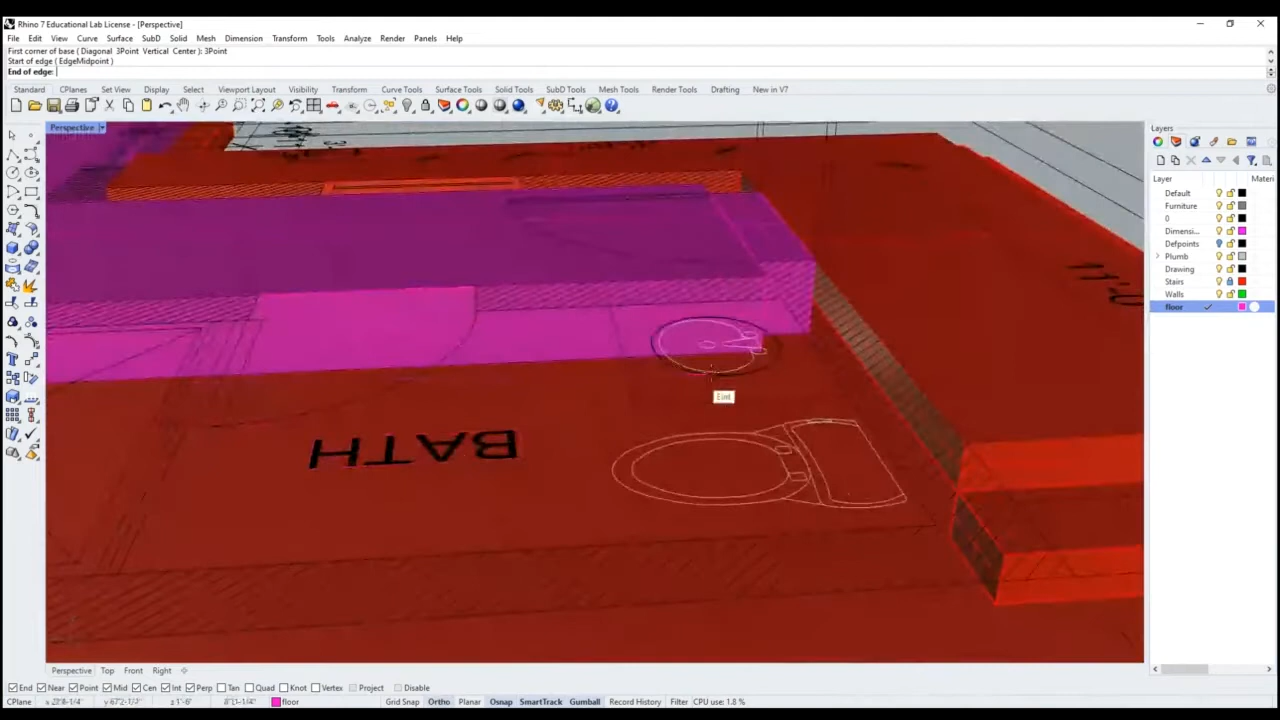 Rhino 7 Educational Lab License - [Perspective]
File Edit View Curve Surface SubD Solid Mesh Dimension Transform Tools Analyze Render Panels Help
First corner of base ( Diagonal 3Point Vertical Center ): 3Point
Start of edge ( EdgeMidpoint )
End of edge:
Standard CPlanes Set View Display Select Viewport Layout Visibility Transform Curve Tools Surface Tools Solid Tools SubD Tools Mesh Tools Render Tools Drafting New in V7
Perspective
Layers
Layer Materi
Default
Furniture
0
Dimensi...
Defpoints
Plumb
Drawing
Stairs
Walls
floor
BATH
Perspective Top Front Right
End Near Point Mid Cen Int Perp Tan Quad Knot Vertex Project Disable
CPlane floor Grid Snap Ortho Planar Osnap SmartTrack Gumball Record History Filter CPU use: 1.8 %